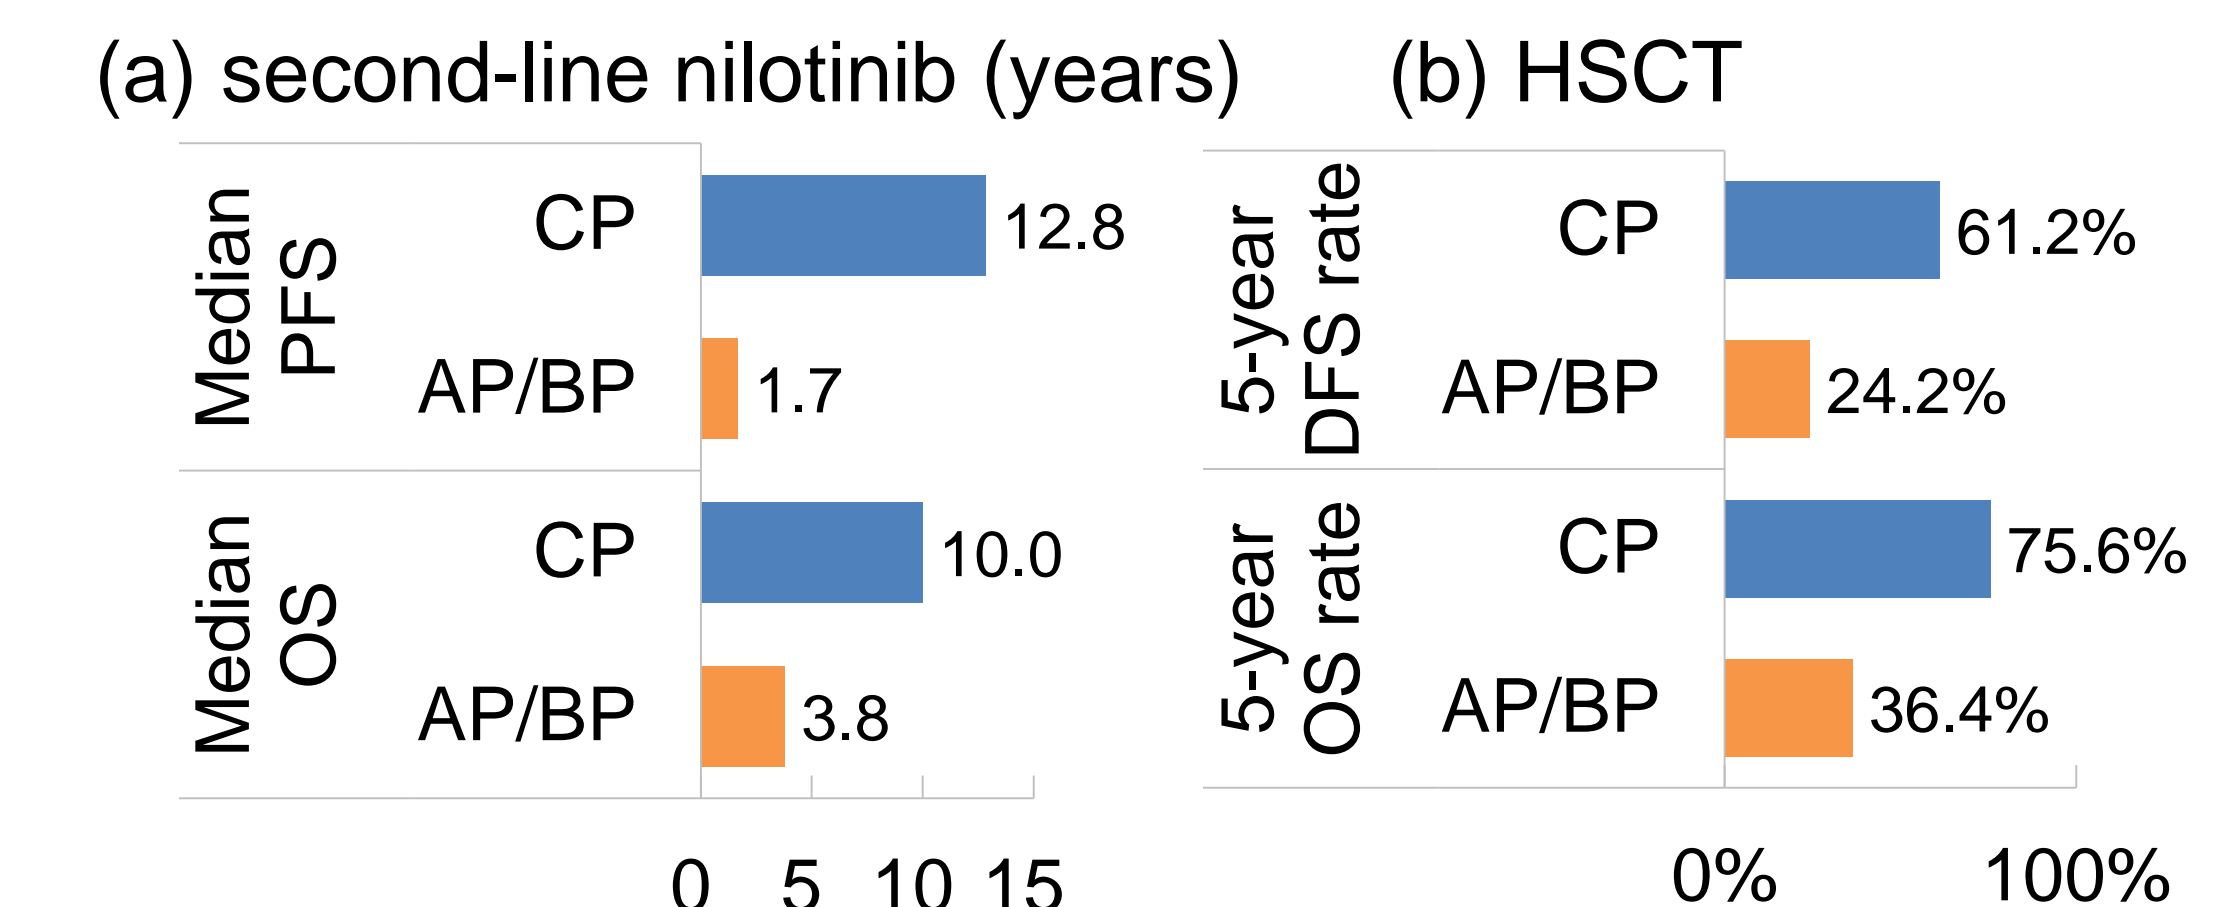 (a) second-line nilotinib (years)
Median
PFS
CP
12.8
AP/BP
1.7
Median
OS
CP
10.0
AP/BP
3.8
0 5 10 15
(b) HSCT
5-year
DFS rate
CP
61.2%
AP/BP
24.2%
5-year
OS rate
CP
75.6%
AP/BP
36.4%
0% 100%